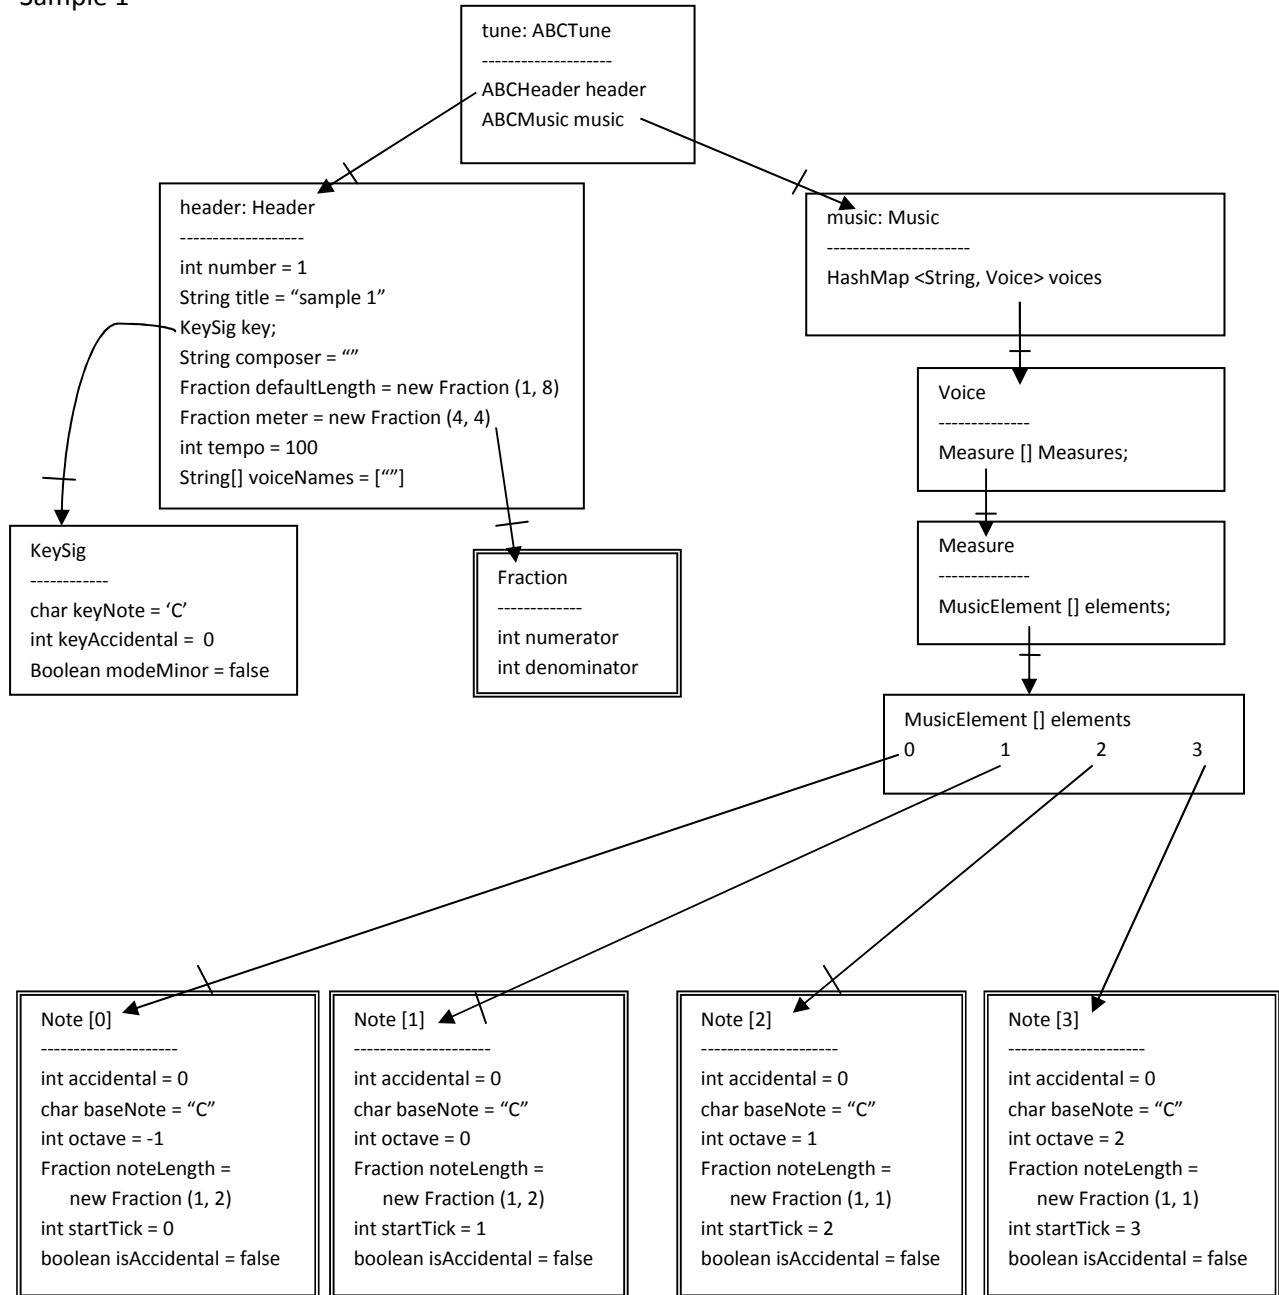 Sample 1
tune: ABCTune
--------------------
ABCHeader header
ABCMusic music
header: Header
-------------------
int number = 1
String title = “sample 1”
KeySig key;
String composer = “”
Fraction defaultLength = new Fraction (1, 8)
Fraction meter = new Fraction (4, 4)
int tempo = 100
String[] voiceNames = [“”]
music: Music
----------------------
HashMap <String, Voice> voices
Voice
--------------
Measure [] Measures;
KeySig
------------
char keyNote = ‘C’
int keyAccidental =  0
Boolean modeMinor = false
Fraction
-------------
int numerator
int denominator
Measure
--------------
MusicElement [] elements;
MusicElement [] elements
0 1 2 3
Note [0]
---------------------
int accidental = 0
char baseNote = “C”
int octave = -1
Fraction noteLength =
new Fraction (1, 2)
int startTick = 0
boolean isAccidental = false
Note [1]
---------------------
int accidental = 0
char baseNote = “C”
int octave = 0
Fraction noteLength =
new Fraction (1, 2)
int startTick = 1
boolean isAccidental = false
Note [2]
---------------------
int accidental = 0
char baseNote = “C”
int octave = 1
Fraction noteLength =
new Fraction (1, 1)
int startTick = 2
boolean isAccidental = false
Note [3]
---------------------
int accidental = 0
char baseNote = “C”
int octave = 2
Fraction noteLength =
new Fraction (1, 1)
int startTick = 3
boolean isAccidental = false